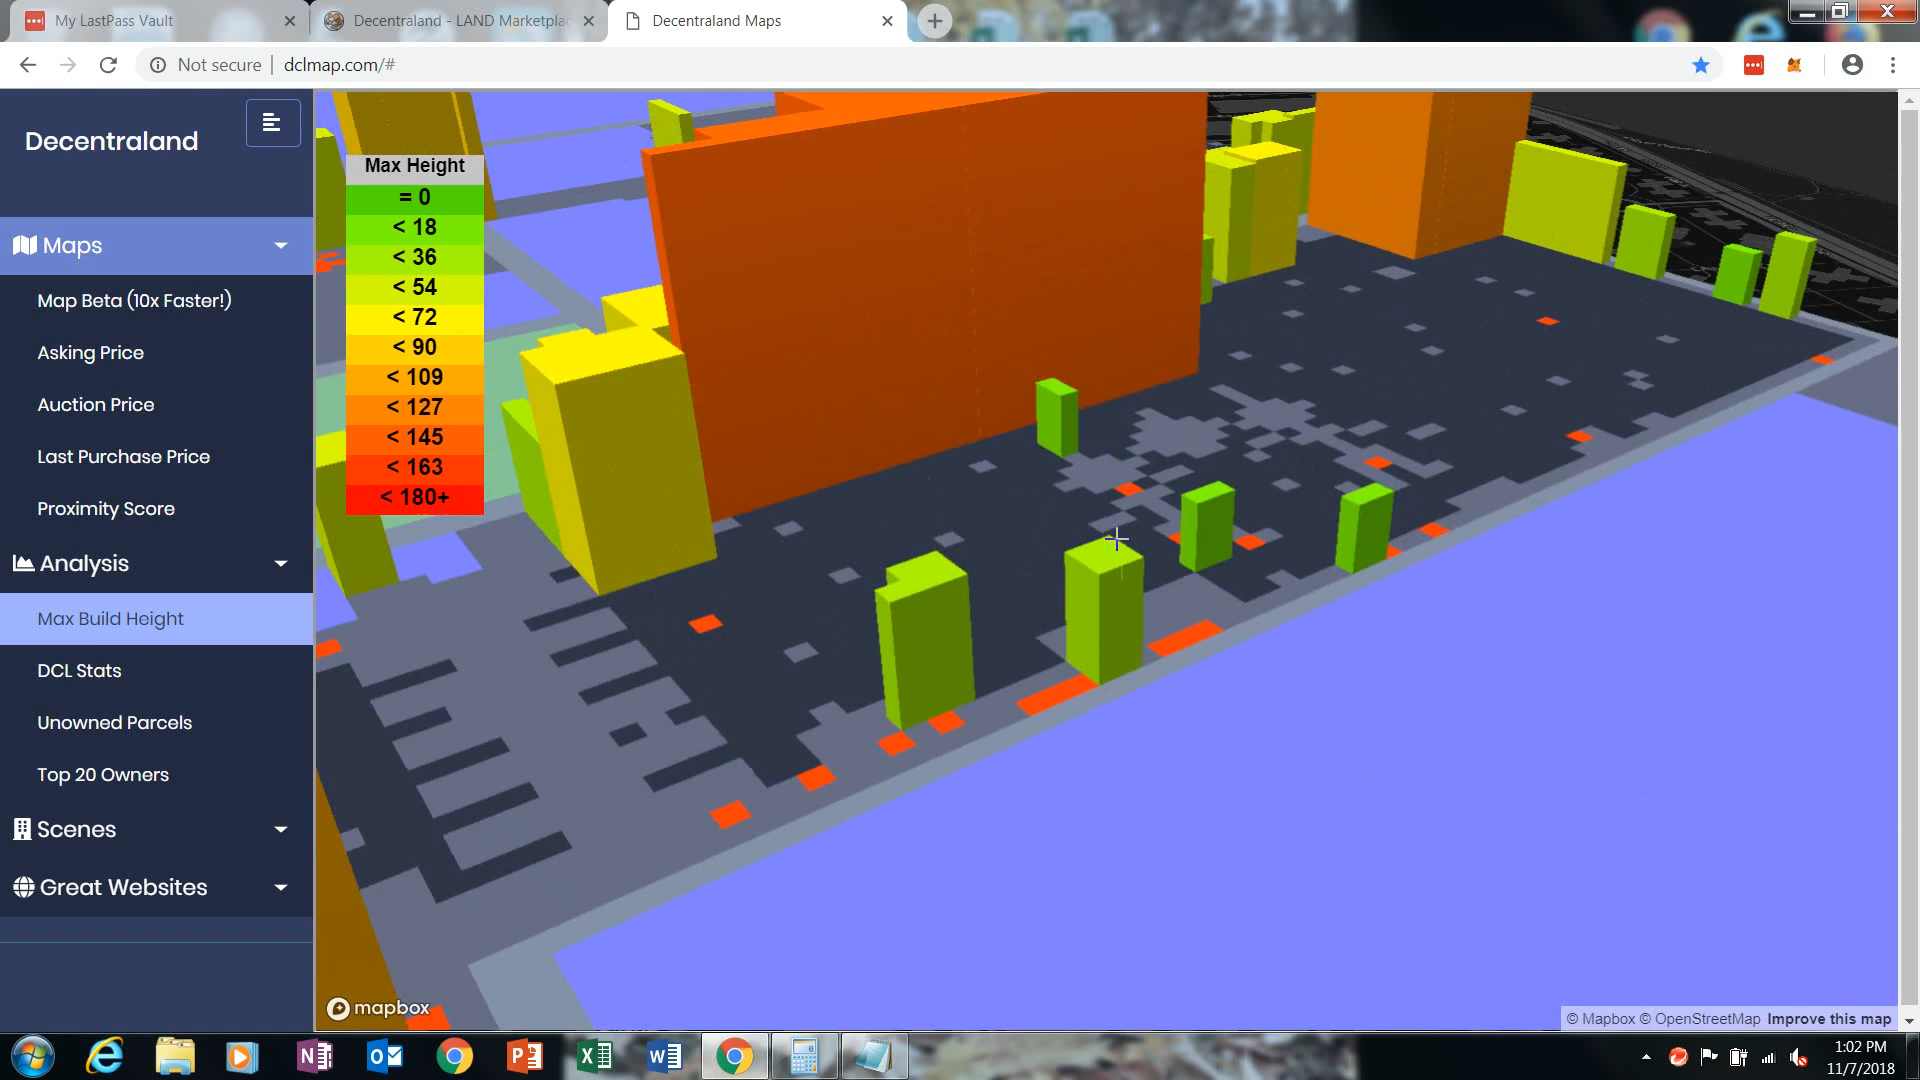 My LastPass Vault
Decentraland - LAND Marketplac
Decentraland Maps
Not secure | dclmap.com/#
Decentraland
Maps
Map Beta (10x Faster!)
Asking Price
Auction Price
Last Purchase Price
Proximity Score
Analysis
Max Build Height
DCL Stats
Unowned Parcels
Top 20 Owners
Scenes
Great Websites
Max Height
= 0
< 18
< 36
< 54
< 72
< 90
< 109
< 127
< 145
< 163
< 180+
mapbox
© Mapbox © OpenStreetMap Improve this map
1:02 PM
11/7/2018